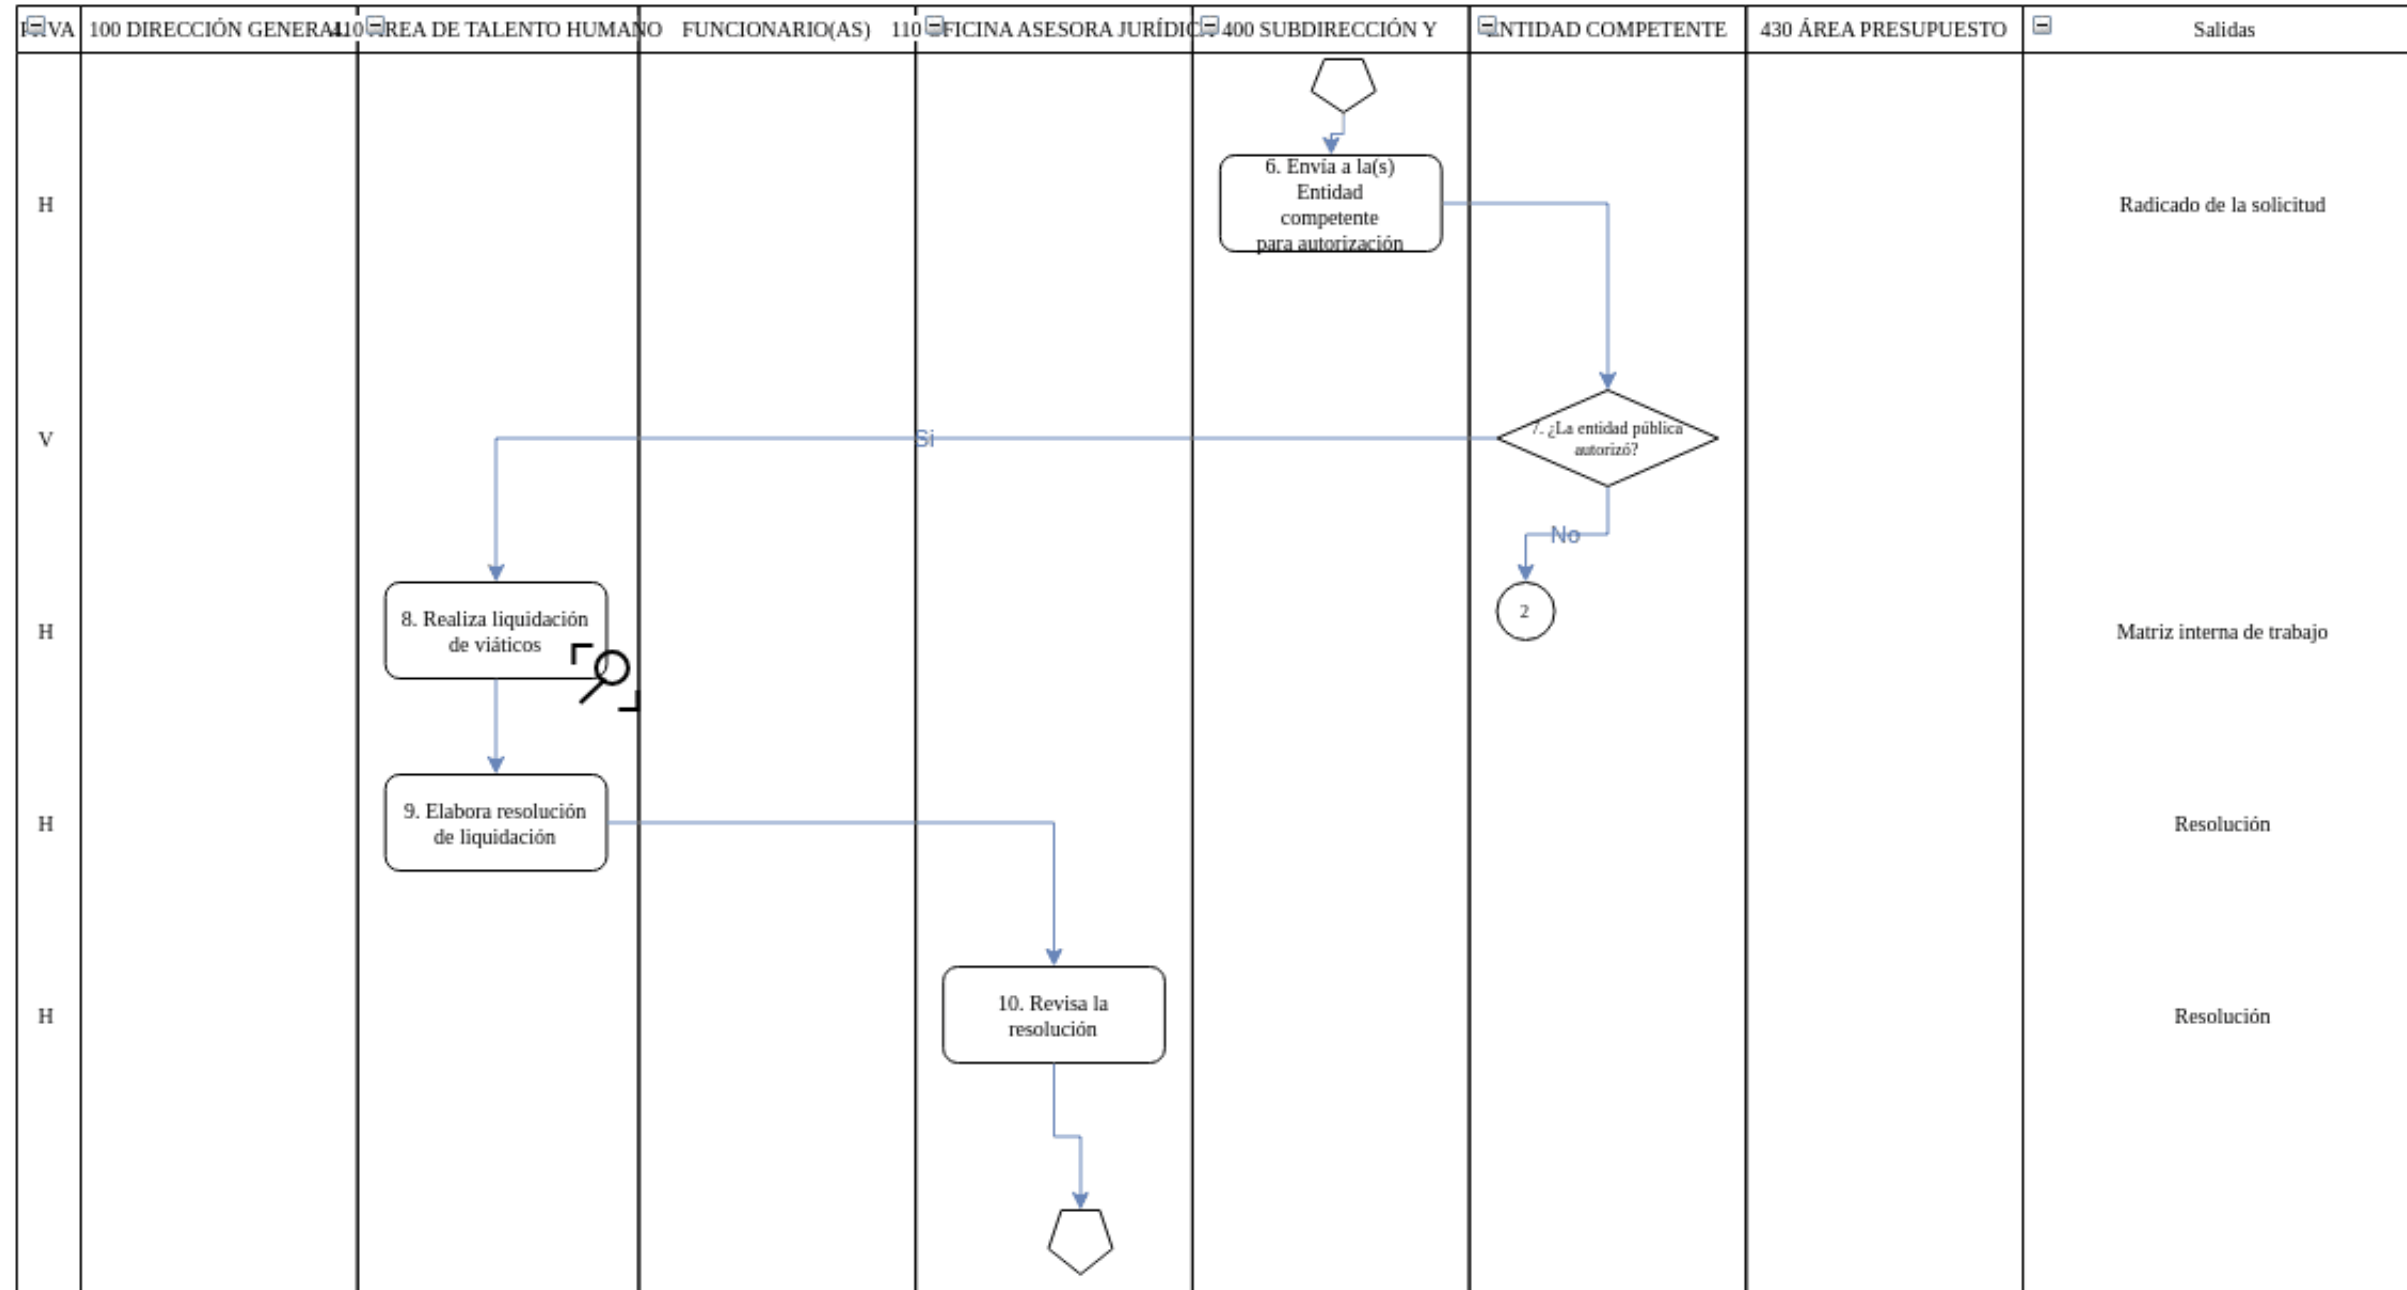 100 DIRECCIÓN GENERAL
410 ÁREA DE TALENTO HUMANO
FUNCIONARIO(AS)
110 OFICINA ASESORA JURÍDICA
400 SUBDIRECCIÓN Y
ENTIDAD COMPETENTE
430 ÁREA PRESUPUESTO
Salidas
H
6. Envía a la(s)
Entidad
competente
para autorización
Radicado de la solicitud
V
Si
7. ¿La entidad pública
autorizó?
No
H
8. Realiza liquidación
de viáticos
2
Matriz interna de trabajo
H
9. Elabora resolución
de liquidación
Resolución
H
10. Revisa la
resolución
Resolución